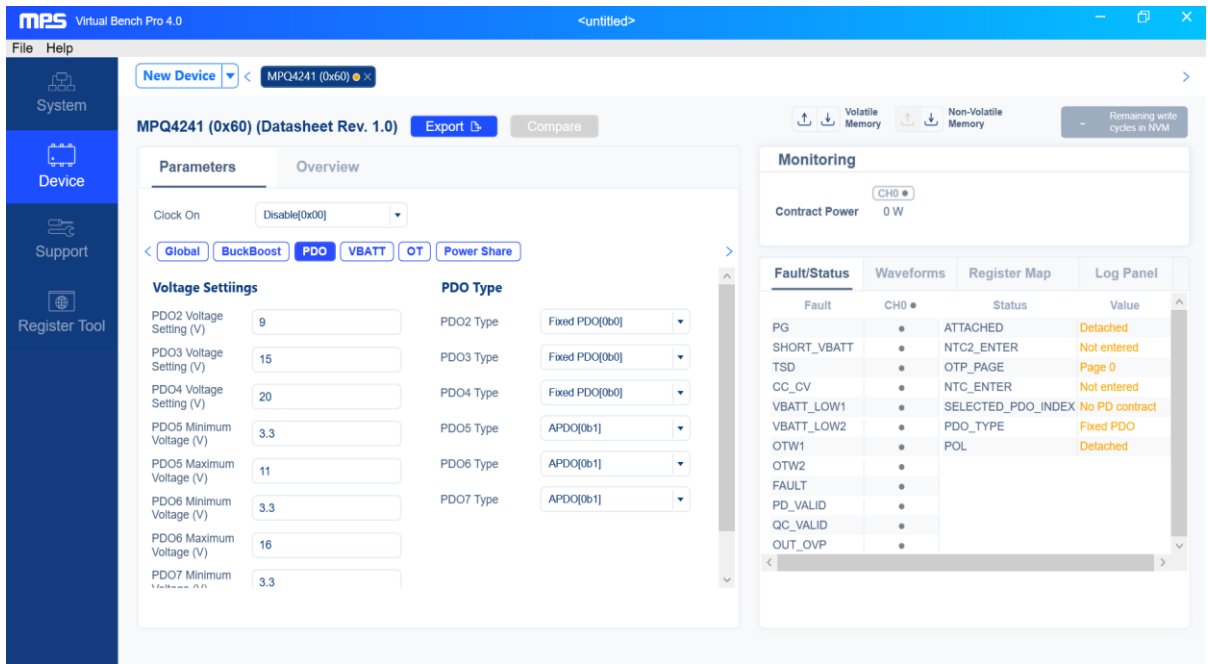 MPS Virtual Bench Pro 4.0
<untitled>
File Help
System
Device
Support
Register Tool
New Device
MPQ4241 (0x60)
MPQ4241 (0x60) (Datasheet Rev. 1.0)
Export
Compare
Volatile
Memory
Non-Volatile
Memory
-
Remaining write
cycles in NVM
Parameters Overview
Clock On Disable[0x00]
Global BuckBoost PDO VBATT OT Power Share
Voltage Settiings
PDO2 Voltage
Setting (V)
9
PDO3 Voltage
Setting (V)
15
PDO4 Voltage
Setting (V)
20
PDO5 Minimum
Voltage (V)
3.3
PDO5 Maximum
Voltage (V)
11
PDO6 Minimum
Voltage (V)
3.3
PDO6 Maximum
Voltage (V)
16
PDO7 Minimum
Voltage (V)
3.3
PDO Type
PDO2 Type Fixed PDO[0b0]
PDO3 Type Fixed PDO[0b0]
PDO4 Type Fixed PDO[0b0]
PDO5 Type APDO[0b1]
PDO6 Type APDO[0b1]
PDO7 Type APDO[0b1]
Monitoring
CH0
Contract Power 0 W
Fault/Status Waveforms Register Map Log Panel
Fault CH0 Status Value
PG ATTACHED Detached
SHORT_VBATT NTC2_ENTER Not entered
TSD OTP_PAGE Page 0
CC_CV NTC_ENTER Not entered
VBATT_LOW1 SELECTED_PDO_INDEX No PD contract
VBATT_LOW2 PDO_TYPE Fixed PDO
OTW1 POL Detached
OTW2
FAULT
PD_VALID
QC_VALID
OUT_OVP